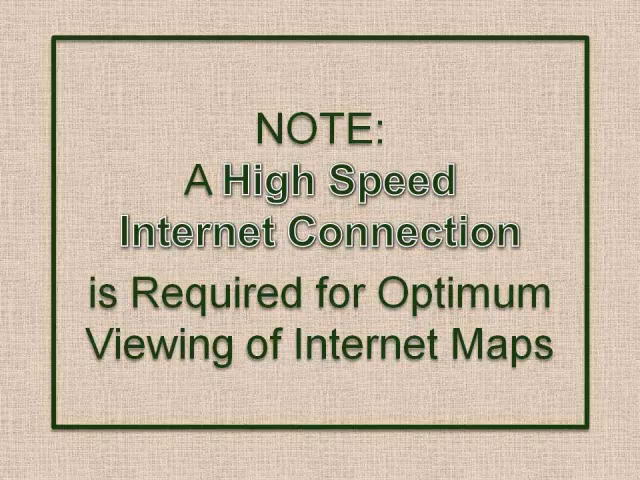 NOTE:
A High Speed
Internet Connection
is Required for Optimum
Viewing of Internet Maps